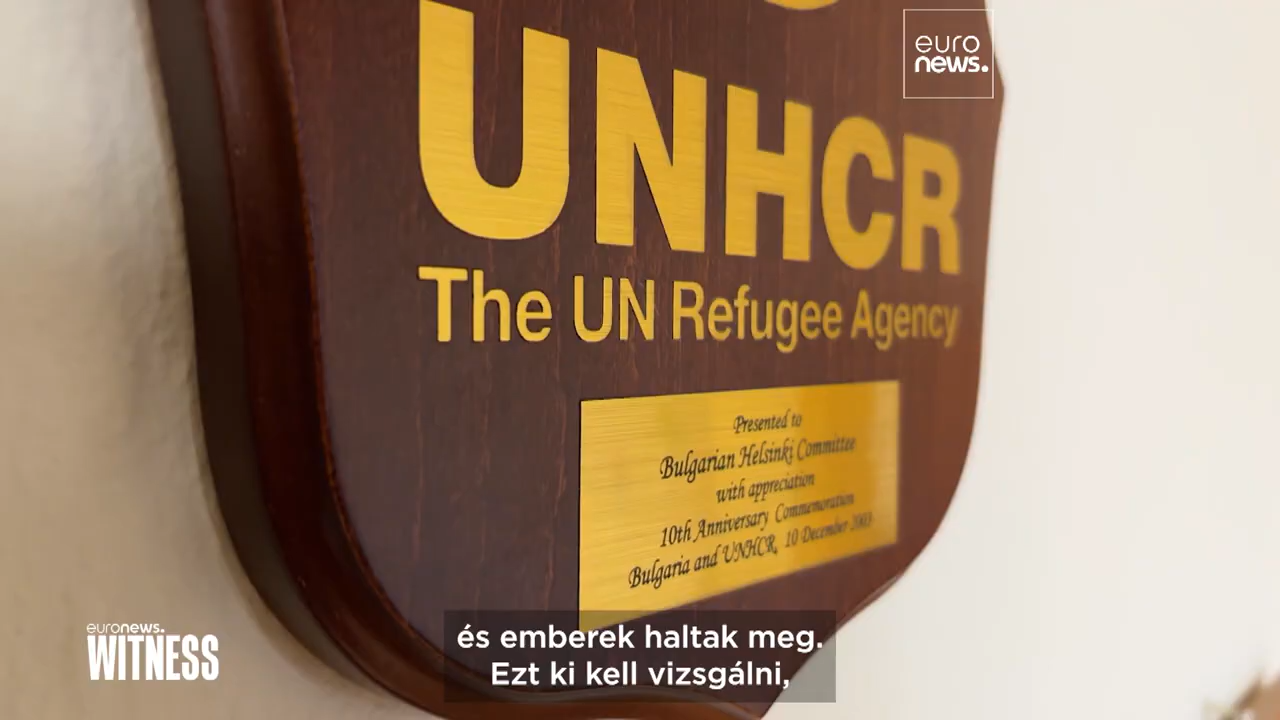 euro
news.
UNHCR
The UN Refugee Agency
Presented to
Bulgarian Helsinki Committee
with appreciation
10th Anniversary Commemoration
Bulgaria and UNHCR, 10 December 2003
euronews.
WITNESS
és emberek haltak meg.
Ezt ki kell vizsgálni,